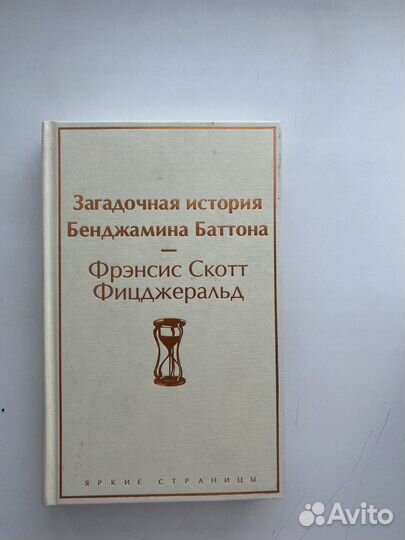 Загадочная история
Бенджамина Баттона
—
Фрэнсис Скотт
Фицджеральд
ЯРКИЕ СТРАНИЦЫ
Avito